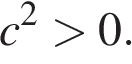 c² > 0.